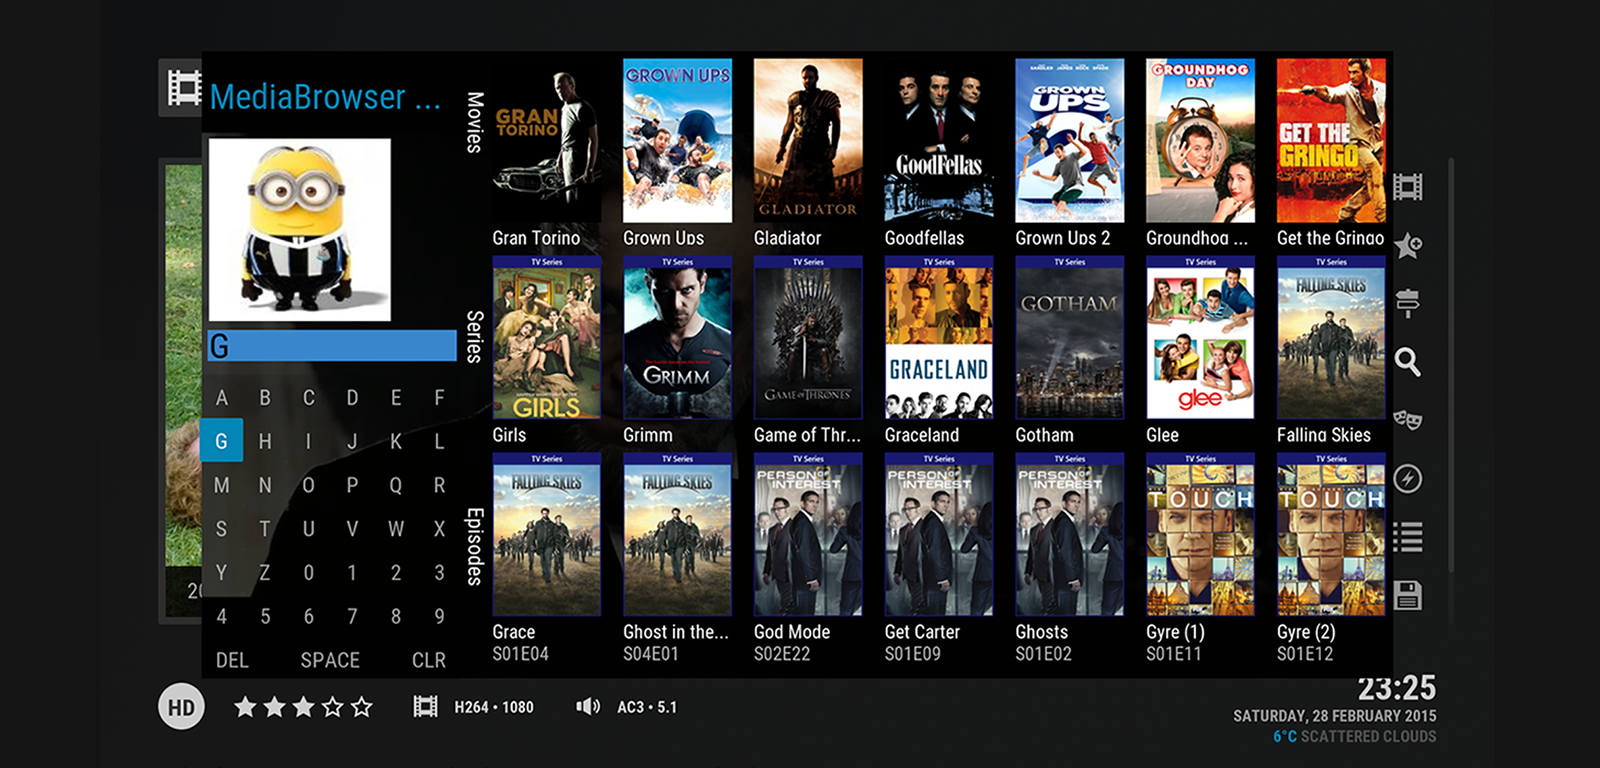 MediaBrowser ...
G
A B C D E F
G H I J K L
M N O P Q R
S T U V W X
Y Z 0 1 2 3
4 5 6 7 8 9
DEL SPACE CLR
Movies
GRAN TORINO
GROWN UPS
GLADIATOR
GOODFELLAS
SANDLER JAMES ROCK SPADE
GROWN UPS 2
GROUNDHOG DAY
GET THE GRINGO
Gran Torino
Grown Ups
Gladiator
Goodfellas
Grown Ups 2
Groundhog ...
Get the Gringo
Series
TV Series
TV Series
TV Series
TV Series
TV Series
TV Series
TV Series
GIRLS
GRIMM
GAME OF THRONES
GRACELAND
GOTHAM
glee
FALLING SKIES
Girls
Grimm
Game of Thr...
Graceland
Gotham
Glee
Falling Skies
Episodes
TV Series
TV Series
TV Series
TV Series
TV Series
TV Series
TV Series
FALLING SKIES
FALLING SKIES
PERSON OF INTEREST
PERSON OF INTEREST
PERSON OF INTEREST
TOUCH
TOUCH
Grace
S01E04
Ghost in the...
S04E01
God Mode
S02E22
Get Carter
S01E09
Ghosts
S01E02
Gyre (1)
S01E11
Gyre (2)
S01E12
20
HD
H264 • 1080
AC3 • 5.1
23:25
SATURDAY, 28 FEBRUARY 2015
6°C SCATTERED CLOUDS